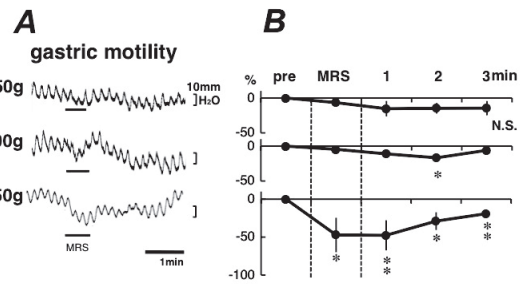 A
B
gastric motility
pre MRS 1 2 3min
%
50g
10mm
H₂O
0
-50
N.S.
00g
0
-50
*
50g
0
-50
-100
* * * * * *
MRS
1min